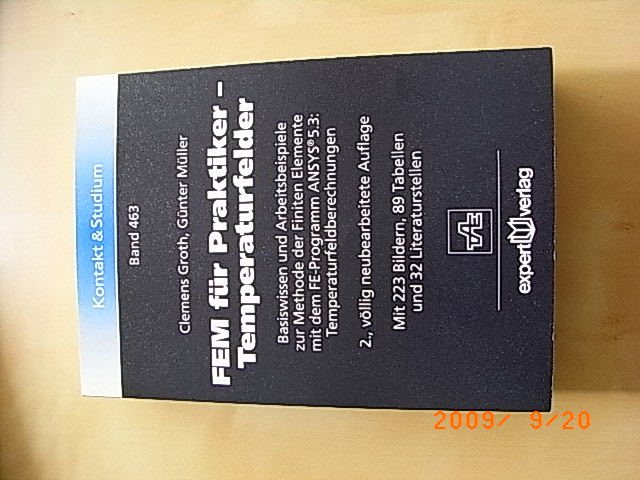 Kontakt & Studium
Band 463
Clemens Groth, Günter Müller
FEM für Praktiker –
Temperaturfelder
Basiswissen und Arbeitsbeispiele
zur Methode der Finiten Elemente
mit dem FE-Programm ANSYS® 5.3:
Temperaturfeldberechnungen
2., völlig neubearbeitete Auflage
Mit 223 Bildern, 89 Tabellen
und 32 Literaturstellen
TAE
expert verlag
2009/ 9/20